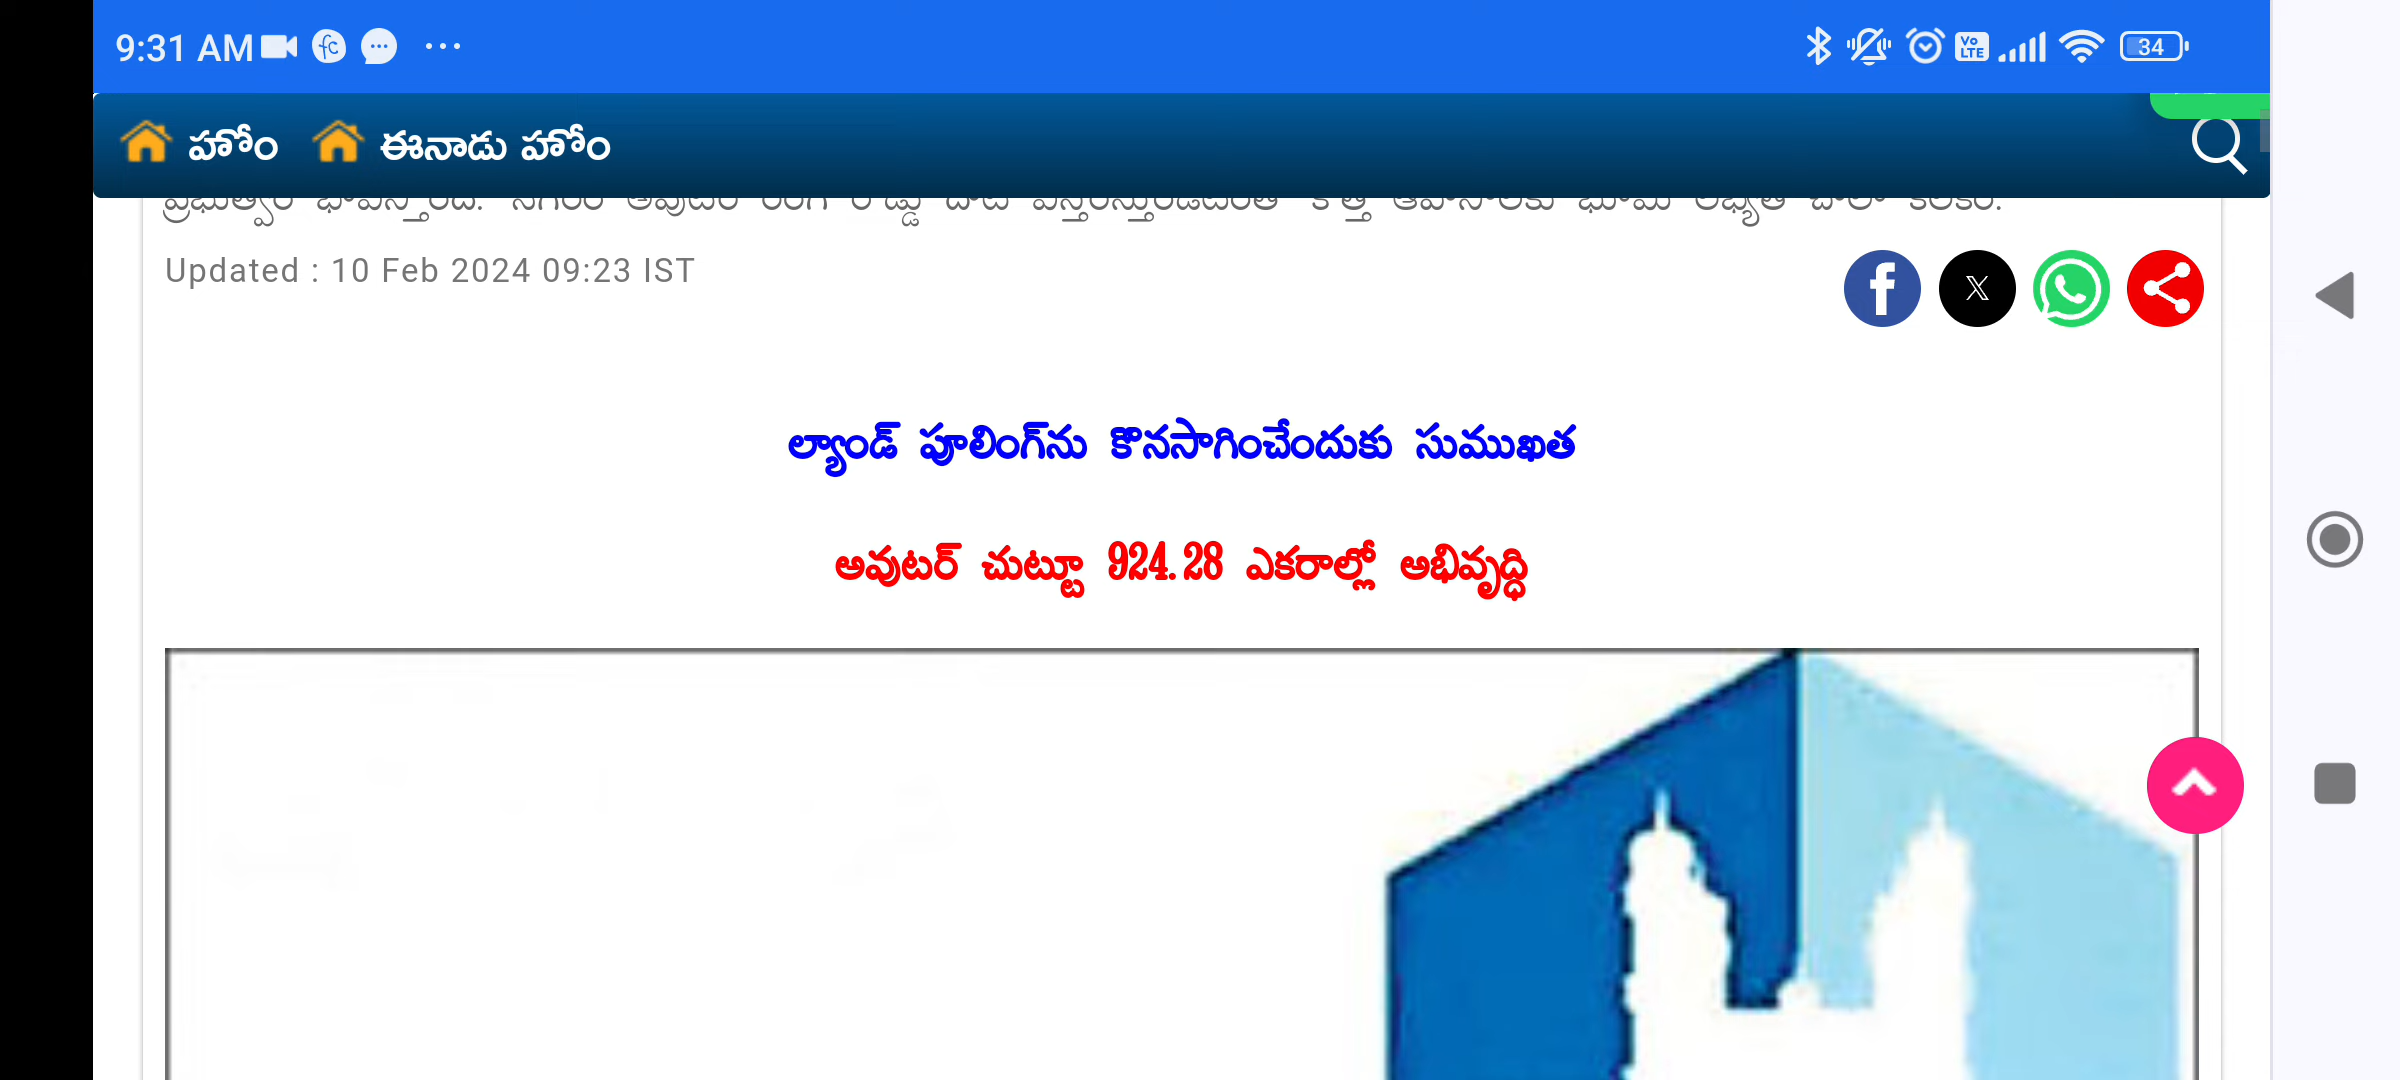 9:31 AM
34
హోం ఈనాడు హోం
Updated : 10 Feb 2024 09:23 IST
ల్యాండ్ పూలింగ్‌ను కొనసాగించేందుకు సుముఖత
అవుటర్ చుట్టూ 924.28 ఎకరాల్లో అభివృద్ధి